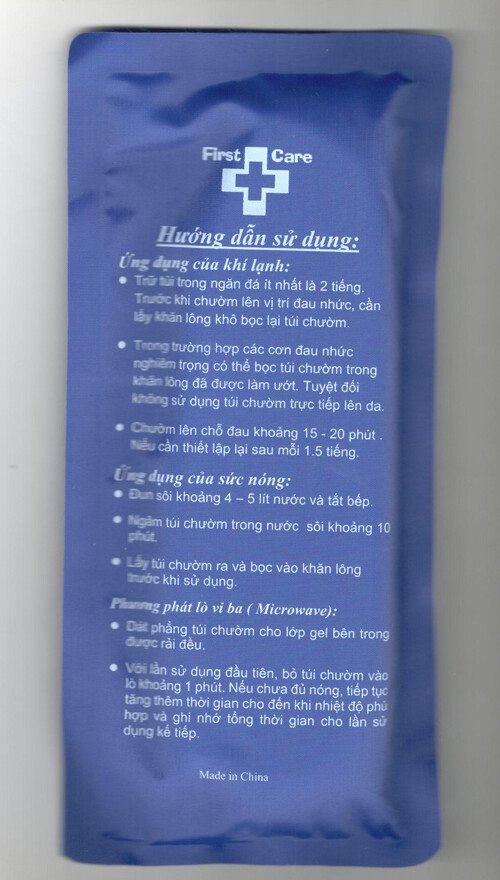 First Care
Hướng dẫn sử dụng:
Ứng dụng của khí lạnh:
• Trữ túi trong ngăn đá ít nhất là 2 tiếng.
Trước khi chườm lên vị trí đau nhức, cần
lấy khăn lông khô bọc lại túi chườm.
• Trong trường hợp các cơn đau nhức
nghiêm trọng có thể bọc túi chườm trong
khăn lông đã được làm ướt. Tuyệt đối
không sử dụng túi chườm trực tiếp lên da.
• Chườm lên chỗ đau khoảng 15 - 20 phút .
Nếu cần thiết lập lại sau mỗi 1.5 tiếng.
Ứng dụng của sức nóng:
• Đun sôi khoảng 4 – 5 lít nước và tắt bếp.
• Ngâm túi chườm trong nước sôi khoảng 10
phút.
• Lấy túi chườm ra và bọc vào khăn lông
trước khi sử dụng.
Phương phát lò vi ba ( Microwave):
• Dát phẳng túi chườm cho lớp gel bên trong
được rải đều.
• Với lần sử dụng đầu tiên, bỏ túi chườm vào
lò khoảng 1 phút. Nếu chưa đủ nóng, tiếp tục
tăng thêm thời gian cho đến khi nhiệt độ phù
hợp và ghi nhớ tổng thời gian cho lần sử
dụng kế tiếp.
Made in China